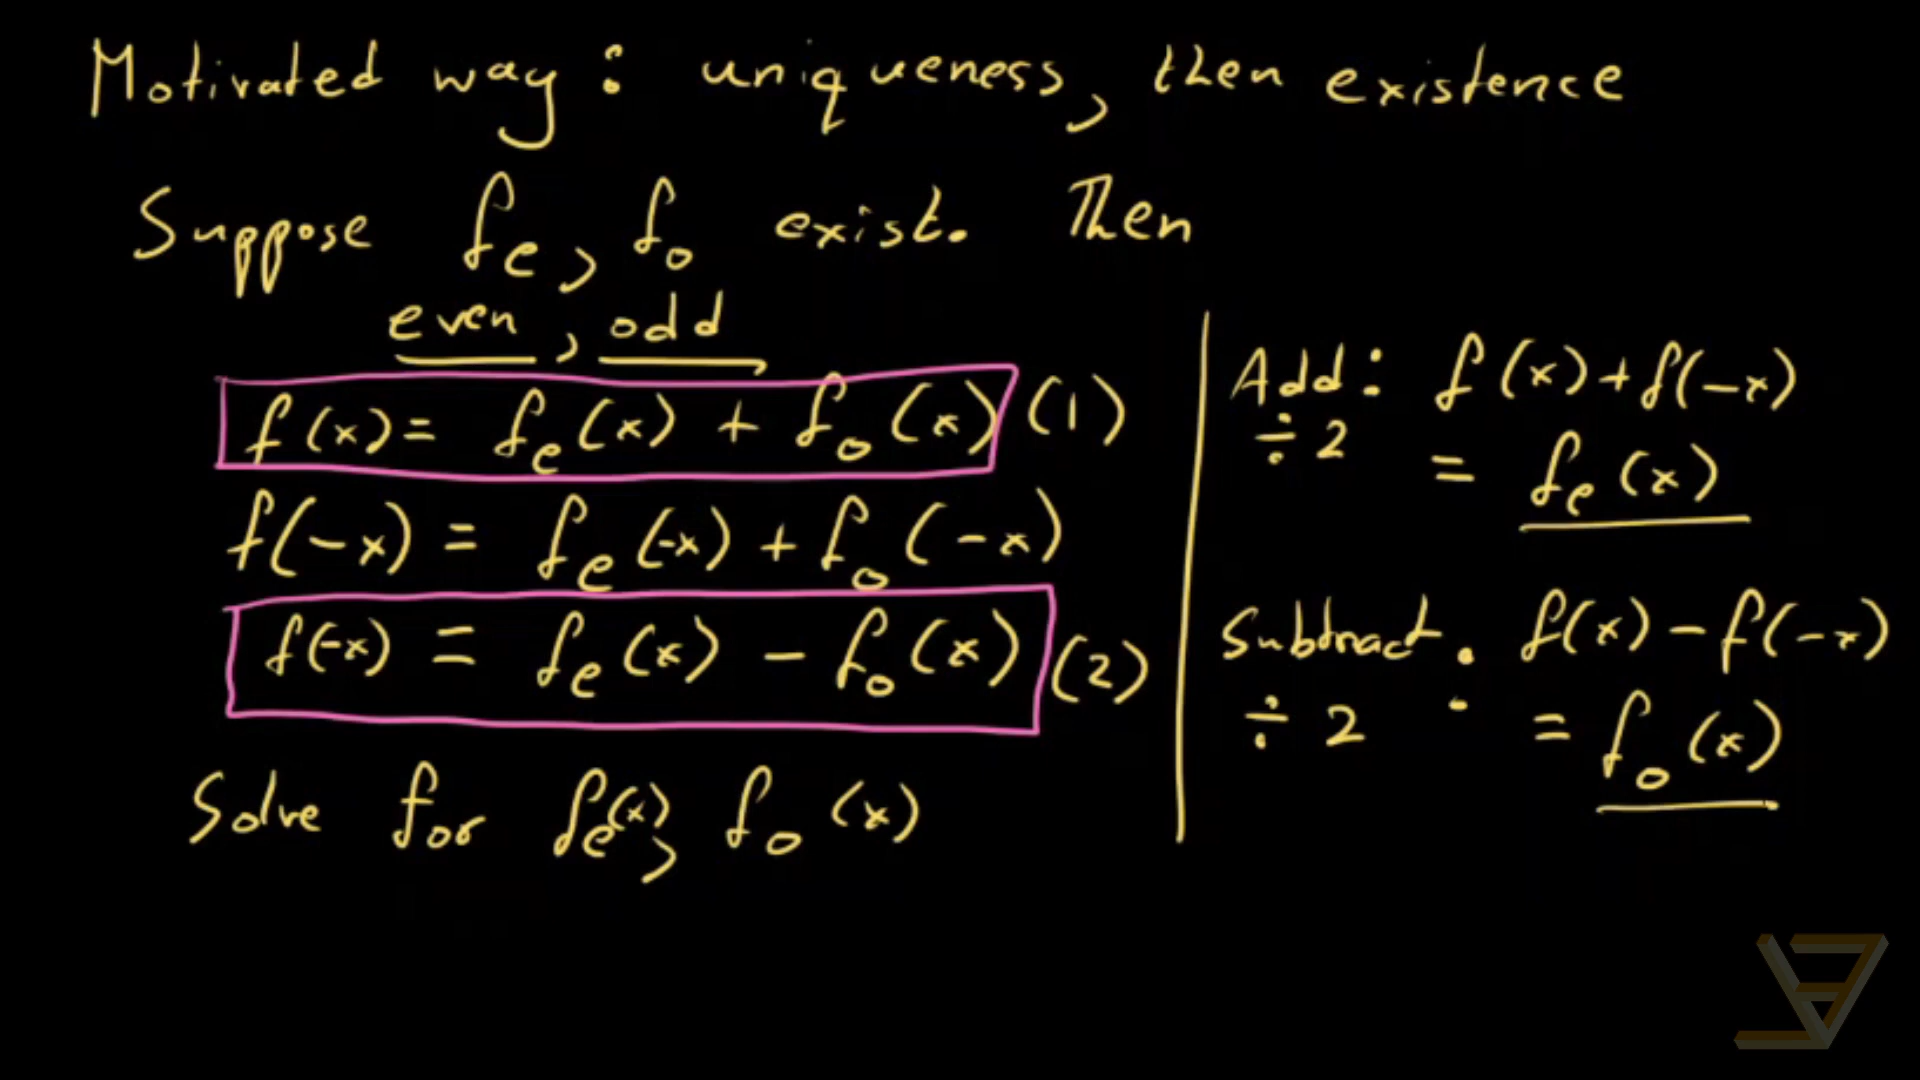 Motivated way: uniqueness, then existence
Suppose fe, fo exist. Then
even, odd
f(x)= fe(x) + fo(x) (1)
f(-x) = fe(-x) + fo(-x)
f(-x) = fe(x) - fo(x) (2)
Solve for fe(x), fo(x)
Add: f(x)+f(-x)
÷2 = fe(x)
Subtract: f(x)-f(-x)
÷2 = fo(x)